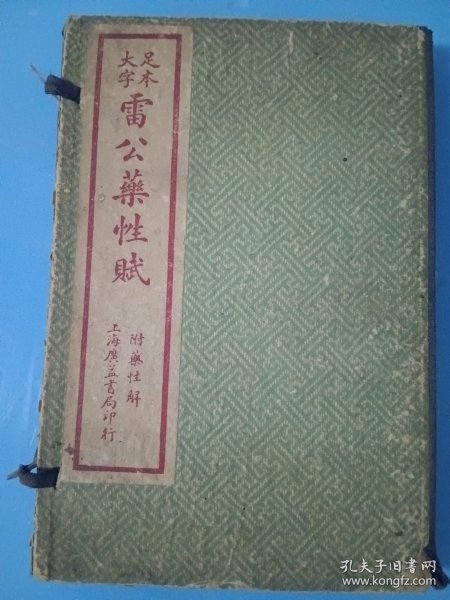 足本
大字
雷公藥性賦
附藥性解
上海廣益書局印行
孔夫子旧书网
www.kongfz.com